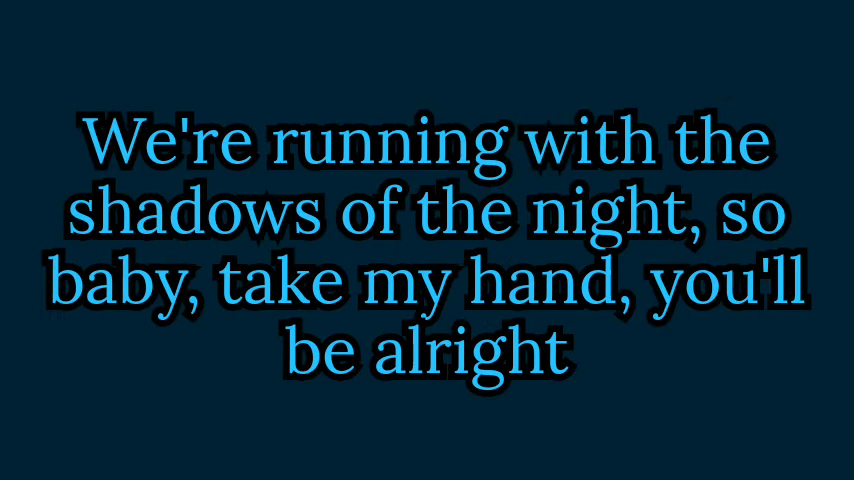 We're running with the
shadows of the night, so
baby, take my hand, you'll
be alright